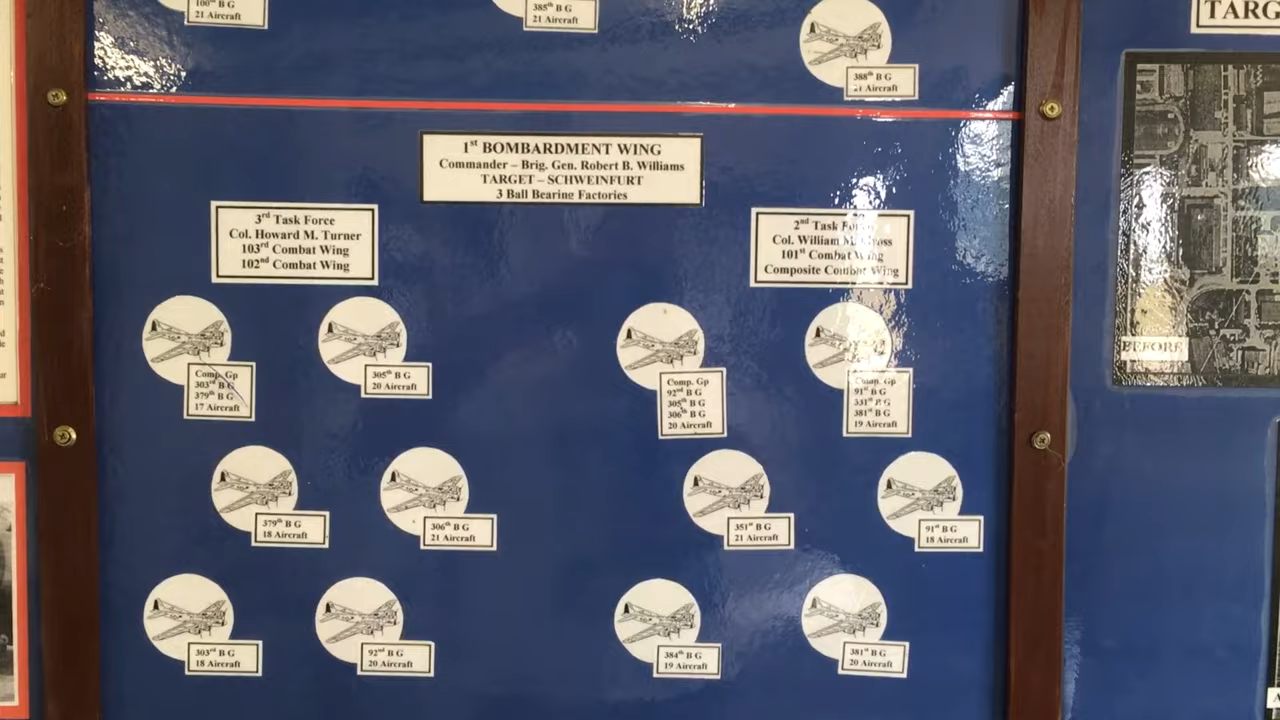 100th B G
21 Aircraft
385th B G
21 Aircraft
388th B G
21 Aircraft
TARG
1st BOMBARDMENT WING
Commander – Brig. Gen. Robert B. Williams
TARGET – SCHWEINFURT
3 Ball Bearing Factories
3rd Task Force
Col. Howard M. Turner
103rd Combat Wing
102nd Combat Wing
2nd Task Force
Col. William M. Gross
101st Combat Wing
Composite Combat Wing
BEFORE
Comp. Gp
303rd B G
379th B G
17 Aircraft
305th B G
20 Aircraft
Comp. Gp
92nd B G
305th B G
306th B G
20 Aircraft
Comp. Gp
91st B G
B G
381st B G
19 Aircraft
379th B G
18 Aircraft
306th B G
21 Aircraft
351st B G
21 Aircraft
91st B G
18 Aircraft
303rd B G
18 Aircraft
92nd B G
20 Aircraft
384th B G
19 Aircraft
381st B G
20 Aircraft